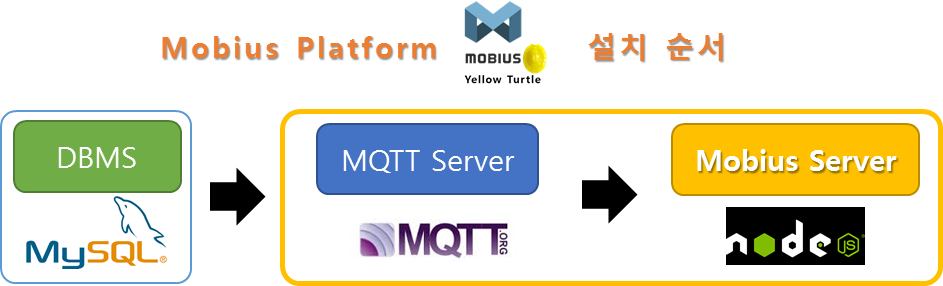 Mobius Platform MOBIUS 설치 순서
Yellow Turtle
DBMS
MySQL®
MQTT Server
MQTT.ORG
Mobius Server
node JS®